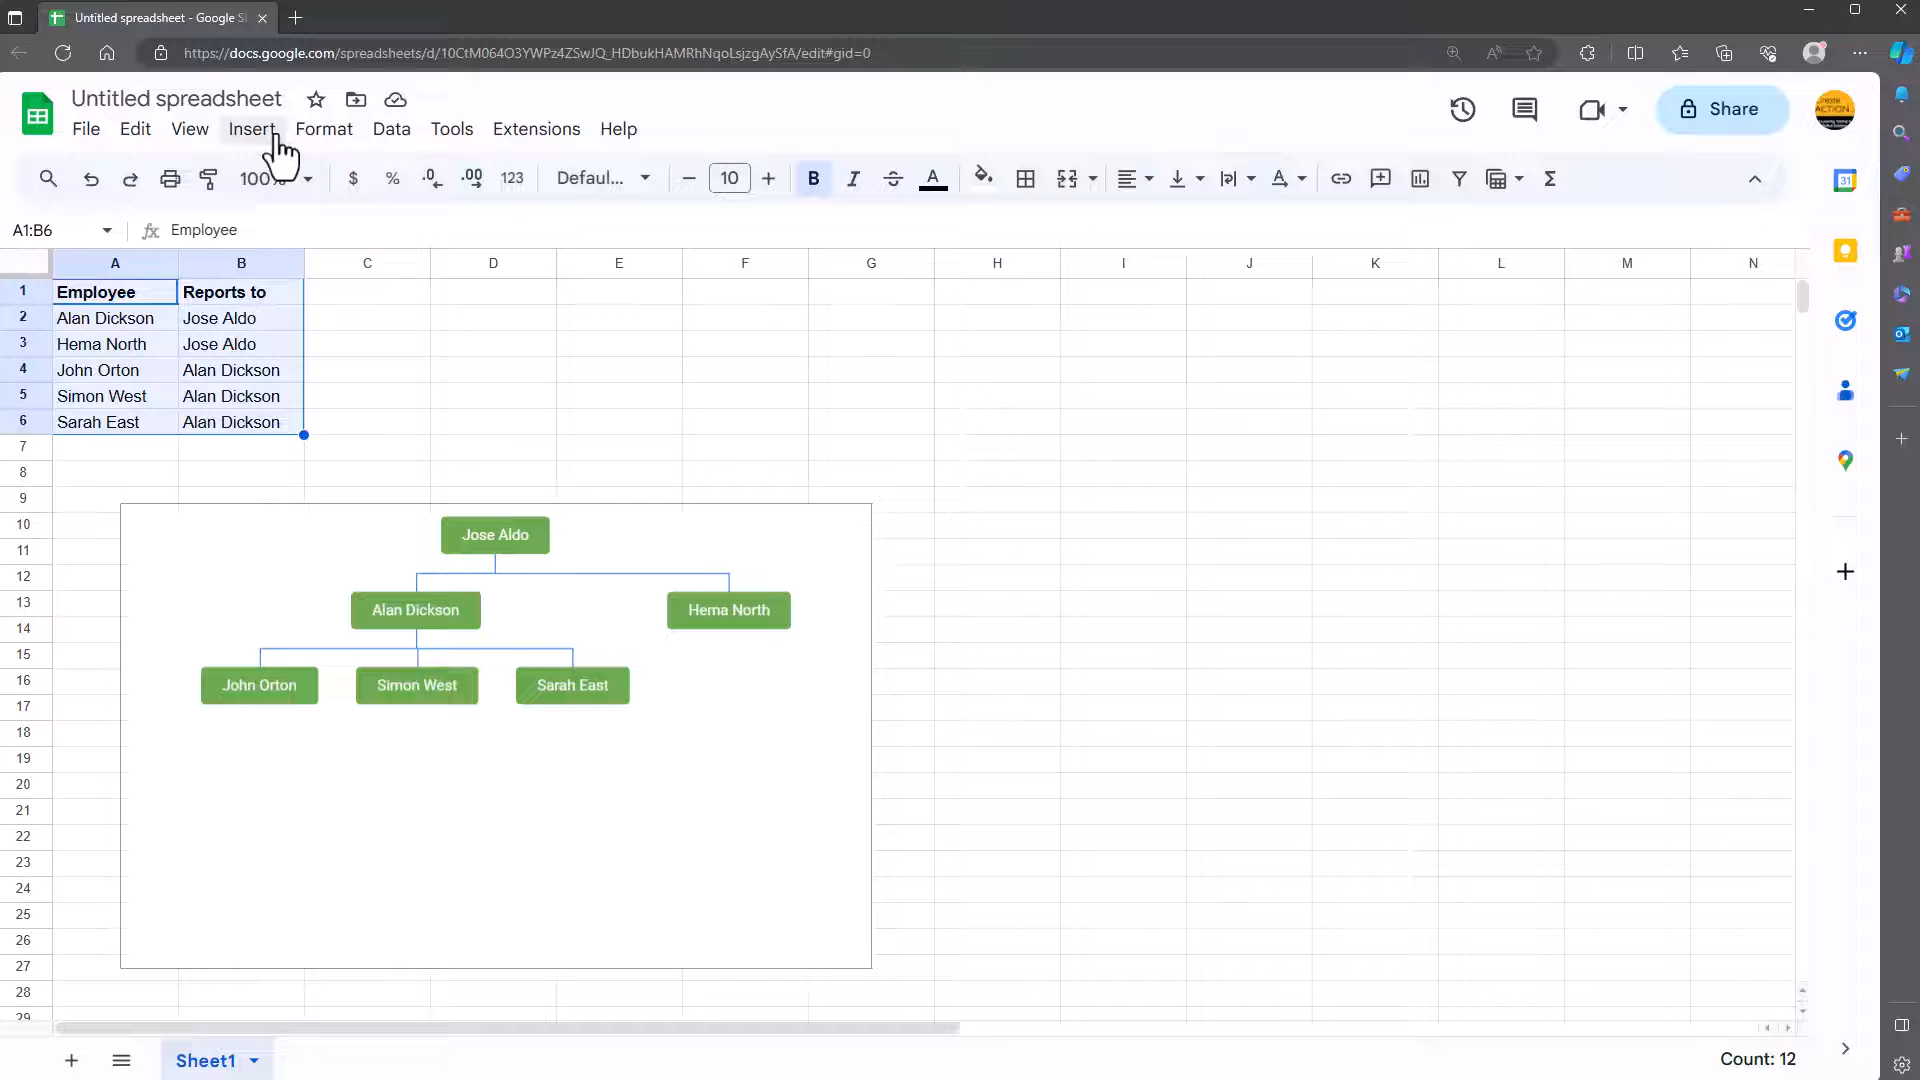 Untitled spreadsheet - Google S
https://docs.google.com/spreadsheets/d/10CtM064O3YWPz4ZSwJQ_HDbukHAMRhNqoLsjzgAySfA/edit#gid=0
Untitled spreadsheet
File Edit View Insert Format Data Tools Extensions Help
Share
100% $ % .0 .00 123 Defaul... 10 B I A Σ
31
A1:B6 fx Employee
A B C D E F G H I J K L M N
1 Employee Reports to
2 Alan Dickson Jose Aldo
3 Hema North Jose Aldo
4 John Orton Alan Dickson
5 Simon West Alan Dickson
6 Sarah East Alan Dickson
7
8
9
10
11
12
13
14
15
16
17
18
19
20
21
22
23
24
25
26
27
28
29
Jose Aldo
Alan Dickson Hema North
John Orton Simon West Sarah East
Sheet1
Count: 12